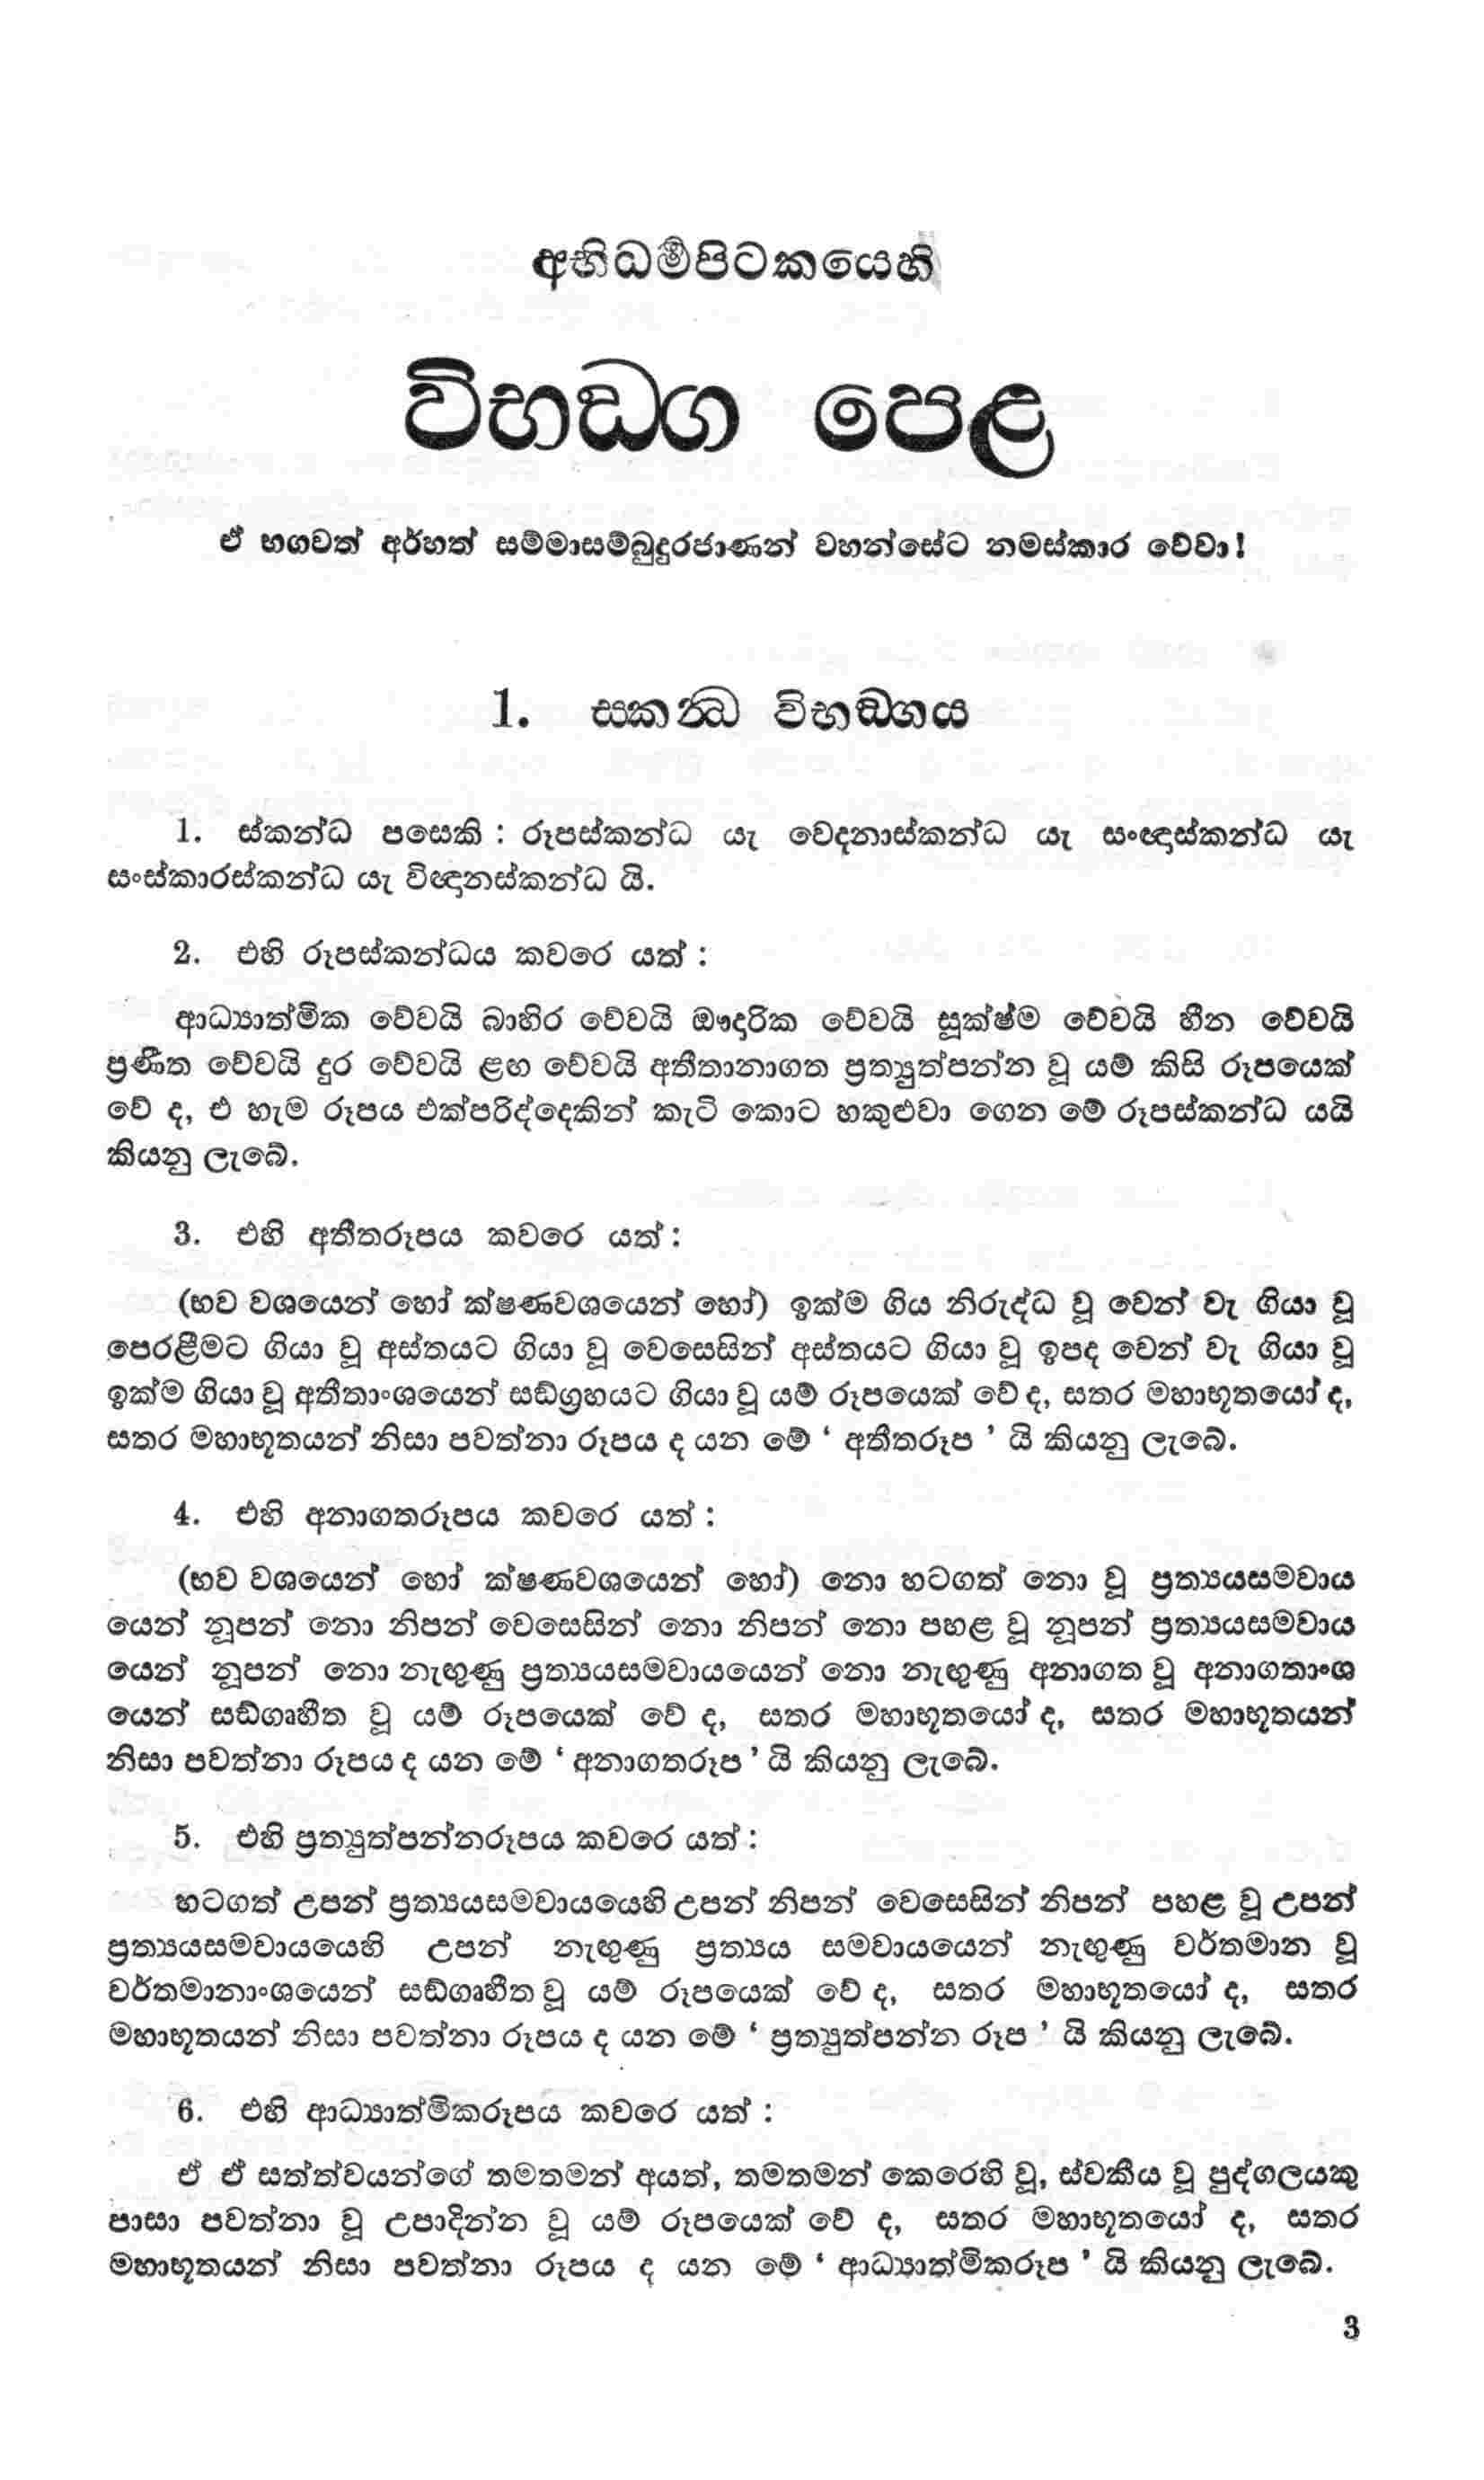 අභිධර්‍මපිටකයෙහි
විභඞ්ග පෙළ
ඒ භගවත් අර්හත් සම්මාසම්බුදුරජාණන් වහන්සේට නමස්කාර වේවා!
1. ස්කන්‍ධ විභඞ්ගය
1. ස්කන්ධ පසෙකි : රූපස්කන්ධ යැ වෙදනාස්කන්ධ යැ සංඥාස්කන්ධ යැ
සංස්කාරස්කන්ධ යැ විඥානස්කන්ධ යි.
2. එහි රූපස්කන්ධය කවරෙ යත් :
ආධ්‍යාත්මික වේවයි බාහිර වේවයි ඖදාරික වේවයි සූක්ෂ්ම වේවයි හීන වේවයි
ප්‍රණීත වේවයි දුර වේවයි ළඟ වේවයි අතීතානාගත ප්‍රත්‍යුත්පන්න වූ යම් කිසි රූපයෙක්
වේ ද, එ හැම රූපය එක්පරිද්දෙකින් කැටි කොට හකුළුවා ගෙන මේ රූපස්කන්ධ යයි
කියනු ලැබේ.
3. එහි අතීතරූපය කවරෙ යත් :
(භව වශයෙන් හෝ ක්ෂණවශයෙන් හෝ) ඉක්ම ගිය නිරුද්ධ වූ වෙන් වැ ගියා වූ
පෙරළීමට ගියා වූ අස්තයට ගියා වූ වෙසෙසින් අස්තයට ගියා වූ ඉපද වෙන් වැ ගියා වූ
ඉක්ම ගියා වූ අතීතාංශයෙන් සඞ්ග්‍රහයට ගියා වූ යම් රූපයෙක් වේ ද, සතර මහාභූතයෝ ද,
සතර මහාභූතයන් නිසා පවත්නා රූපය ද යන මේ ‘ අතීතරූප ’ යි කියනු ලැබේ.
4. එහි අනාගතරූපය කවරෙ යත් :
(භව වශයෙන් හෝ ක්ෂණවශයෙන් හෝ) නො හටගත් නො වූ ප්‍රත්‍යයසමවාය
යෙන් නූපන් නො නිපන් වෙසෙසින් නො නිපන් නො පහළ වූ නූපන් ප්‍රත්‍යයසමවාය
යෙන් නූපන් නො නැඟුණු ප්‍රත්‍යයසමවායයෙන් නො නැඟුණු අනාගත වූ අනාගතාංශ
යෙන් සඞ්ගෘහීත වූ යම් රූපයෙක් වේ ද, සතර මහාභූතයෝ ද, සතර මහාභූතයන්
නිසා පවත්නා රූපය ද යන මේ ‘ අනාගතරූප ’ යි කියනු ලැබේ.
5. එහි ප්‍රත්‍යුත්පන්නරූපය කවරෙ යත් :
හටගත් උපන් ප්‍රත්‍යයසමවායයෙහි උපන් නිපන් වෙසෙසින් නිපන් පහළ වූ උපන්
ප්‍රත්‍යයසමවායයෙහි උපන් නැඟුණු ප්‍රත්‍යය සමවායයෙන් නැඟුණු වර්තමාන වූ
වර්තමානාංශයෙන් සඞ්ගෘහීත වූ යම් රූපයෙක් වේ ද, සතර මහාභූතයෝ ද, සතර
මහාභූතයන් නිසා පවත්නා රූපය ද යන මේ ‘ ප්‍රත්‍යුත්පන්න රූප ’ යි කියනු ලැබේ.
6. එහි ආධ්‍යාත්මිකරූපය කවරෙ යත් :
ඒ ඒ සත්ත්වයන්ගේ තමතමන් අයත්, තමතමන් කෙරෙහි වූ, ස්වකීය වූ පුද්ගලයකු
පාසා පවත්නා වූ උපාදින්න වූ යම් රූපයෙක් වේ ද, සතර මහාභූතයෝ ද, සතර
මහාභූතයන් නිසා පවත්නා රූපය ද යන මේ ‘ ආධ්‍යාත්මිකරූප ’ යි කියනු ලැබේ.
3